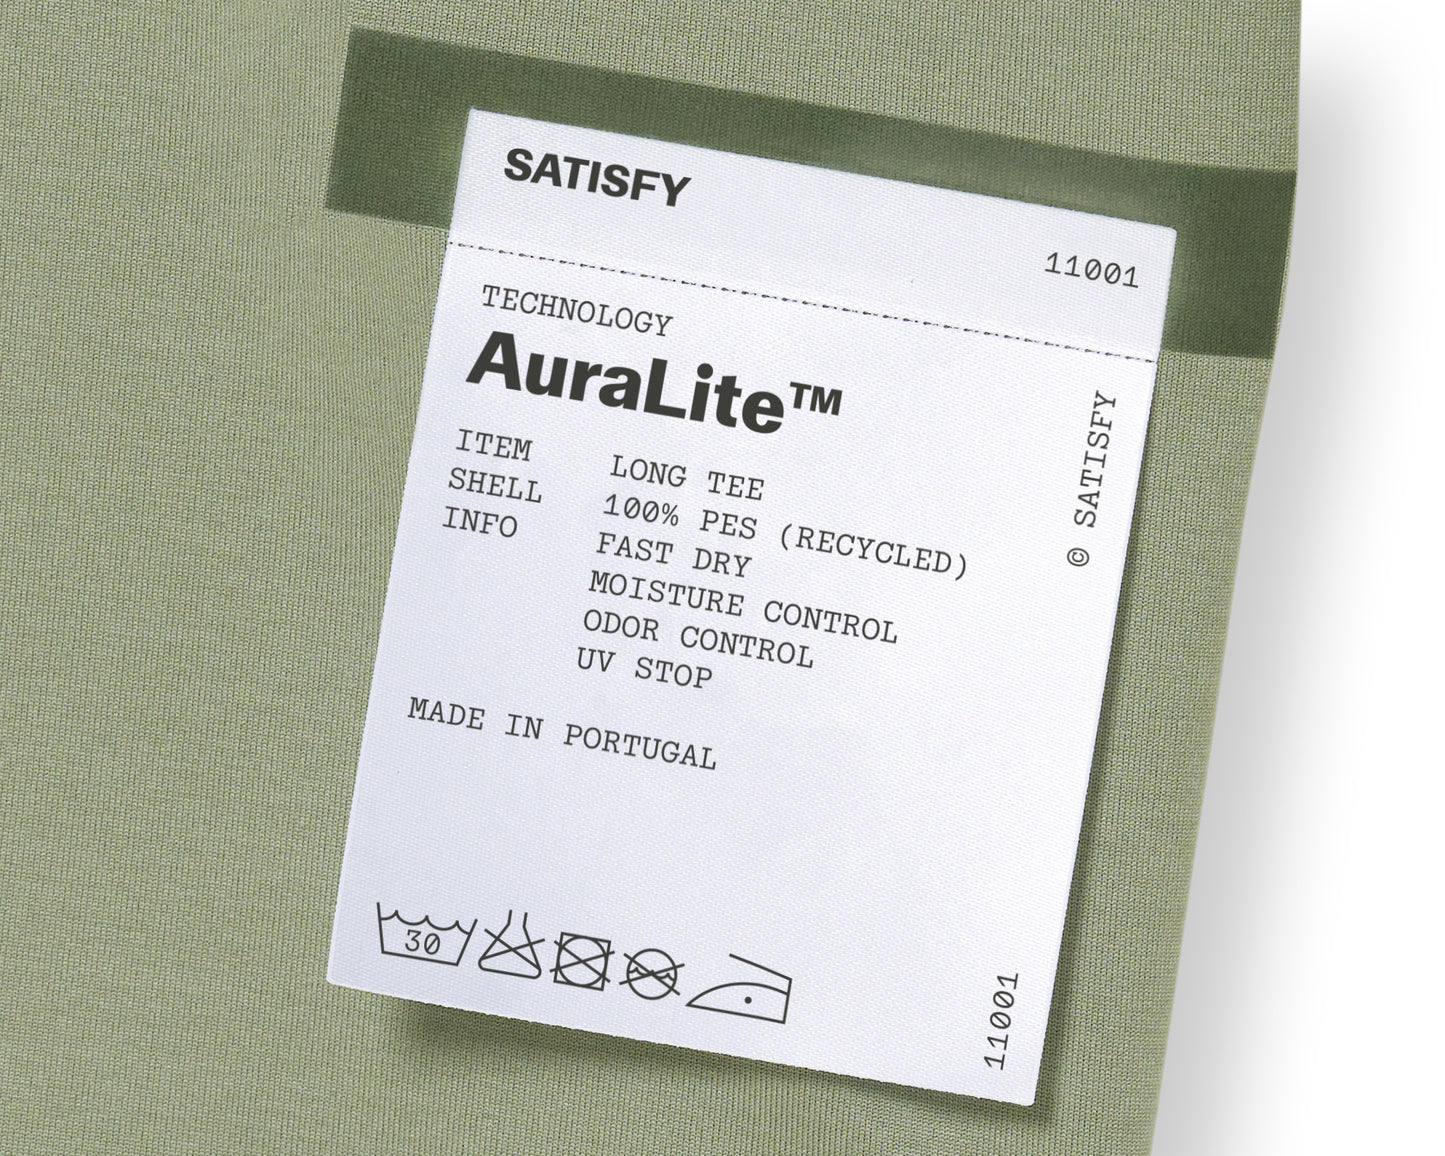 SATISFY
11001
TECHNOLOGY
AuraLite™
ITEM LONG TEE
SHELL 100% PES (RECYCLED)
INFO FAST DRY
MOISTURE CONTROL
ODOR CONTROL
UV STOP
MADE IN PORTUGAL
© SATISFY
30
11001